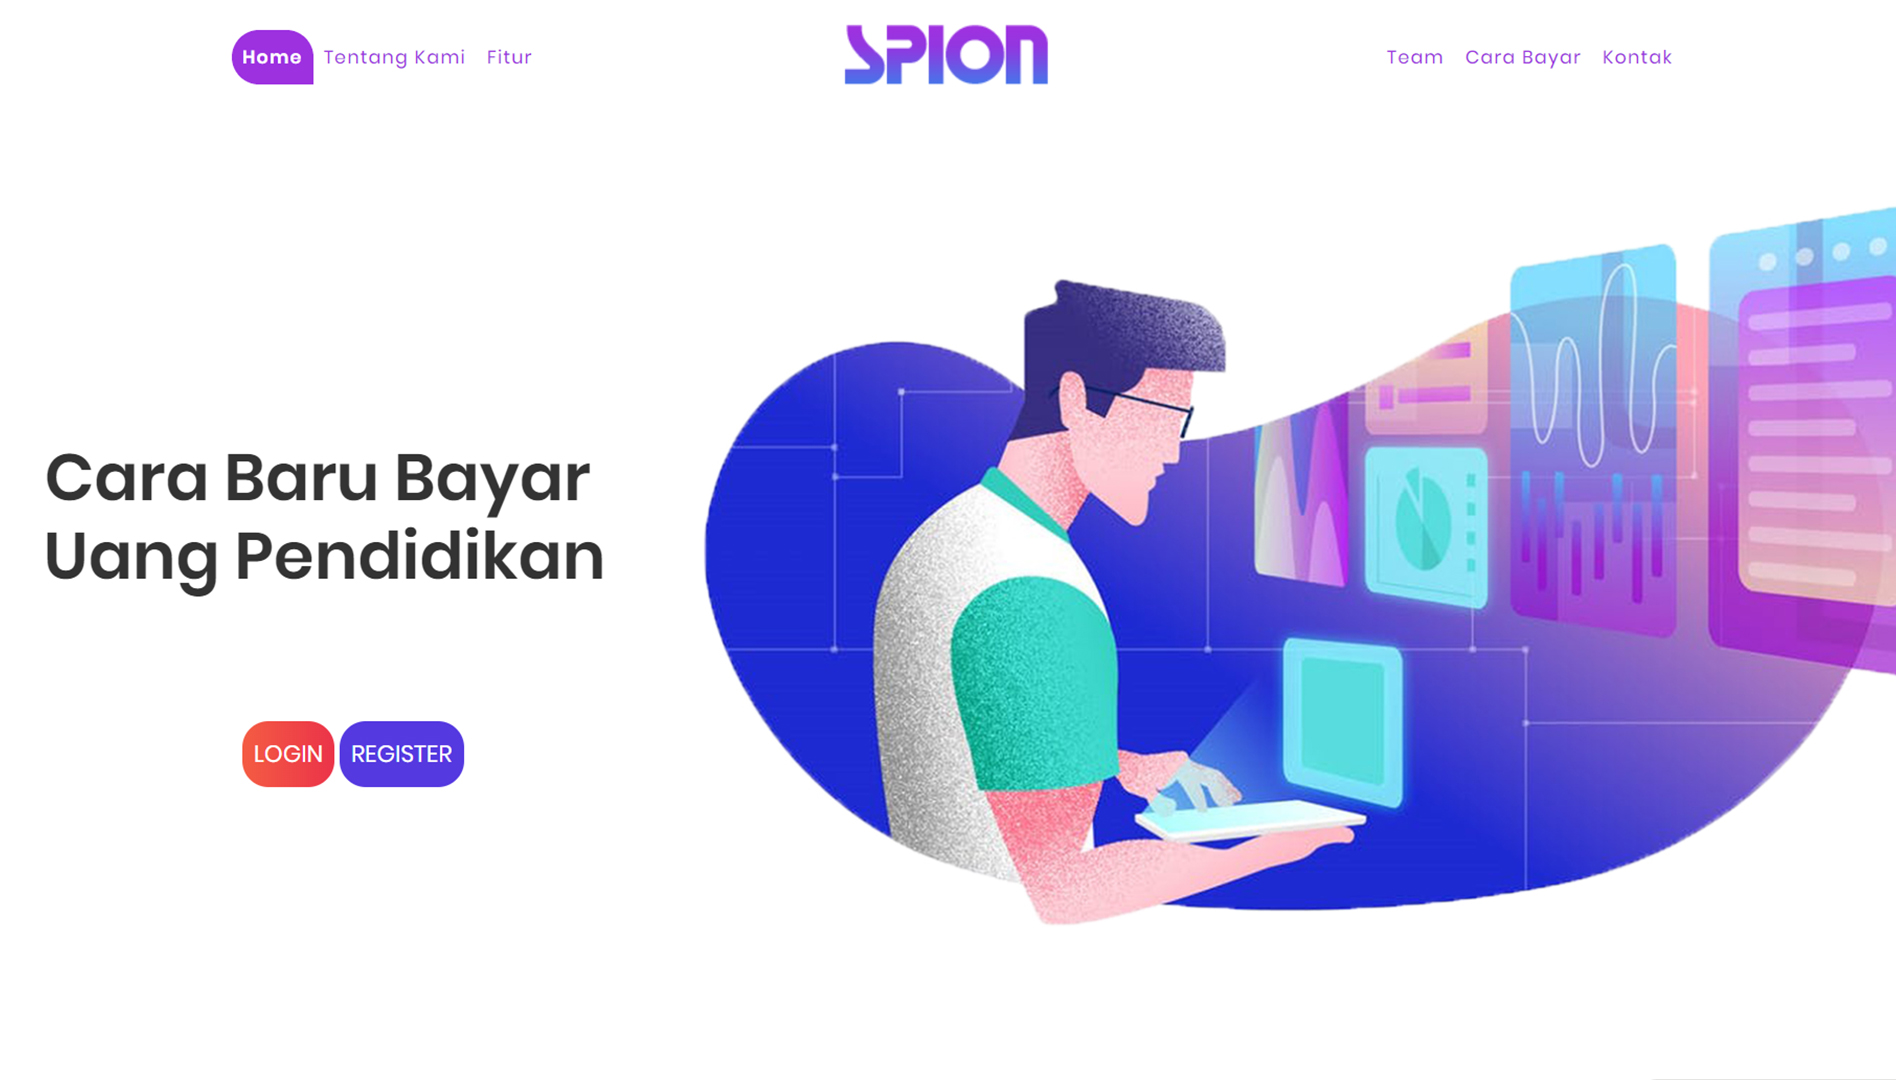 Home Tentang Kami Fitur
SPION
Team Cara Bayar Kontak
Cara Baru Bayar
Uang Pendidikan
LOGIN REGISTER